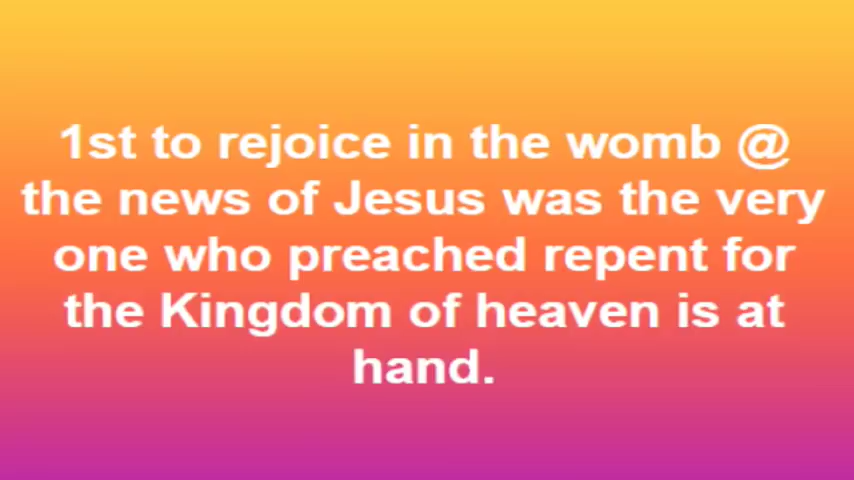 1st to rejoice in the womb @
the news of Jesus was the very
one who preached repent for
the Kingdom of heaven is at
hand.